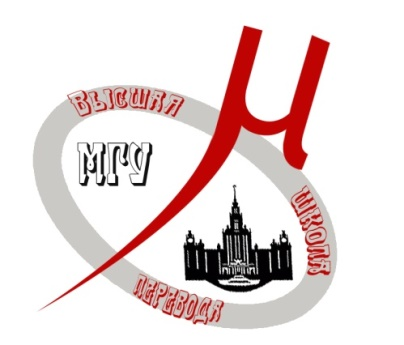 Высшая
МГУ
μ
школа
перевода